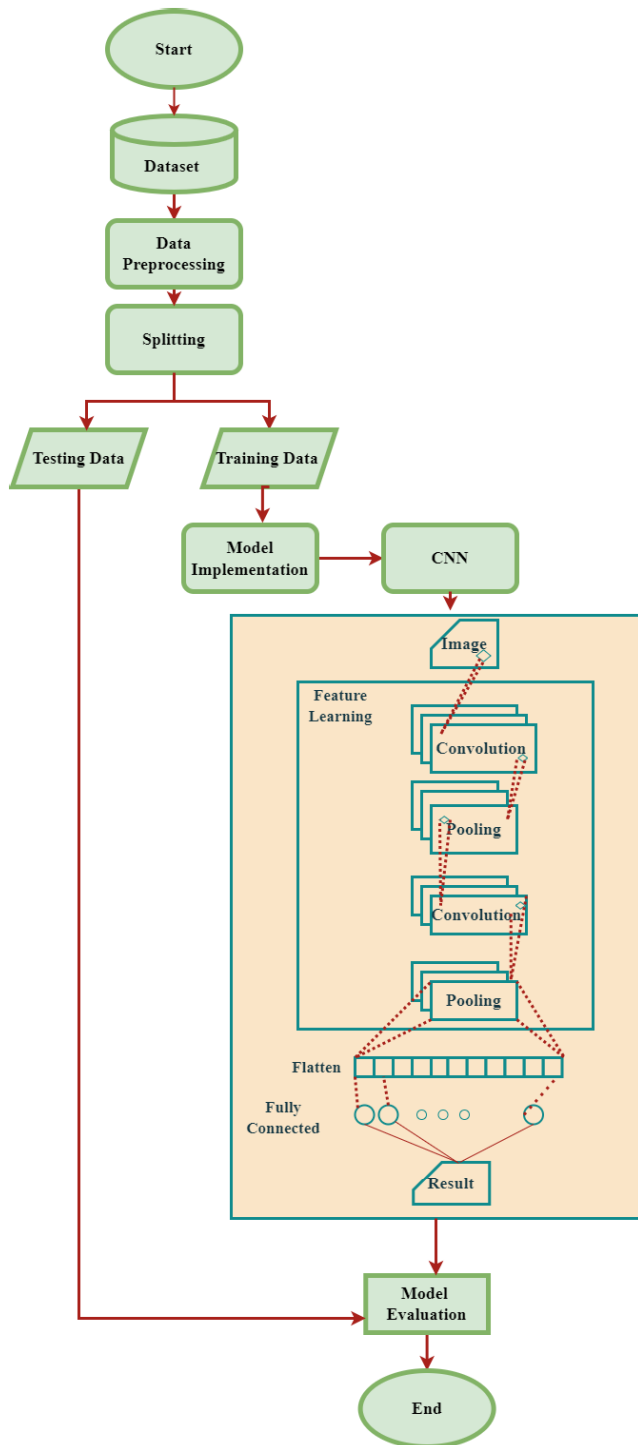 Start
Dataset
Data
Preprocessing
Splitting
Testing Data
Training Data
Model
Implementation
CNN
Image
Feature
Learning
Convolution
Pooling
Convolution
Pooling
Flatten
Fully
Connected
Result
Model
Evaluation
End